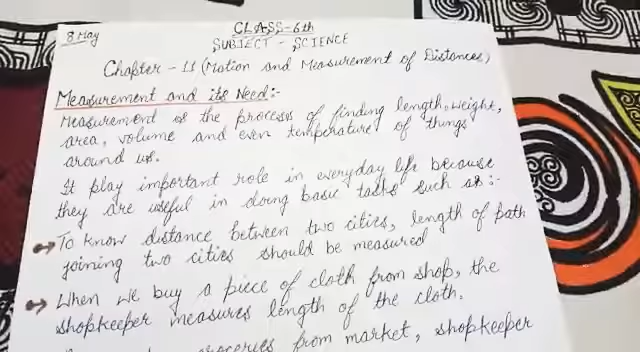 8 May
CLASS-6th
SUBJECT - SCIENCE
Chapter - 11 (Motion and Measurement of Distances)
Measurement and its Need:-
Measurement is the process of finding length, weight,
area, volume and even temperature of things
around us.
It play important role in everyday life because
they are useful in doing basic tasks such as:-
To know distance between two cities, length of path
joining two cities should be measured
When we buy a piece of cloth from shop, the
shopkeeper measures length of the cloth.
groceries from market, shopkeeper